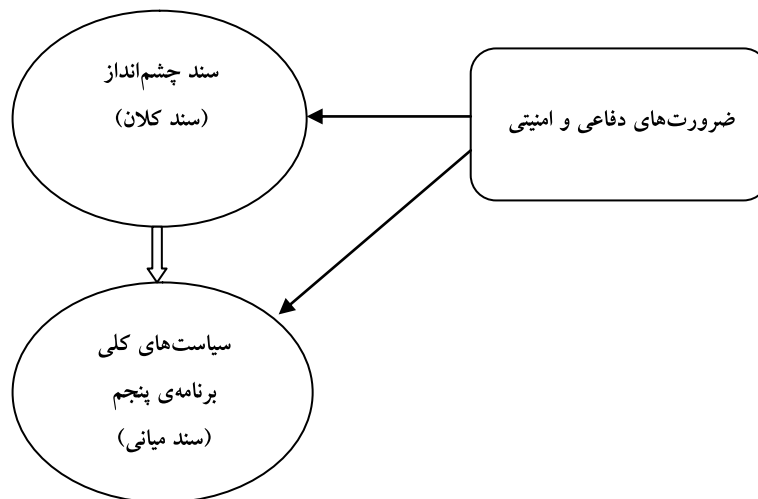 سند چشم‌انداز
(سند کلان)
ضرورت‌های دفاعی و امنیتی
سیاست‌های کلی
برنامه‌ی پنجم
(سند میانی)